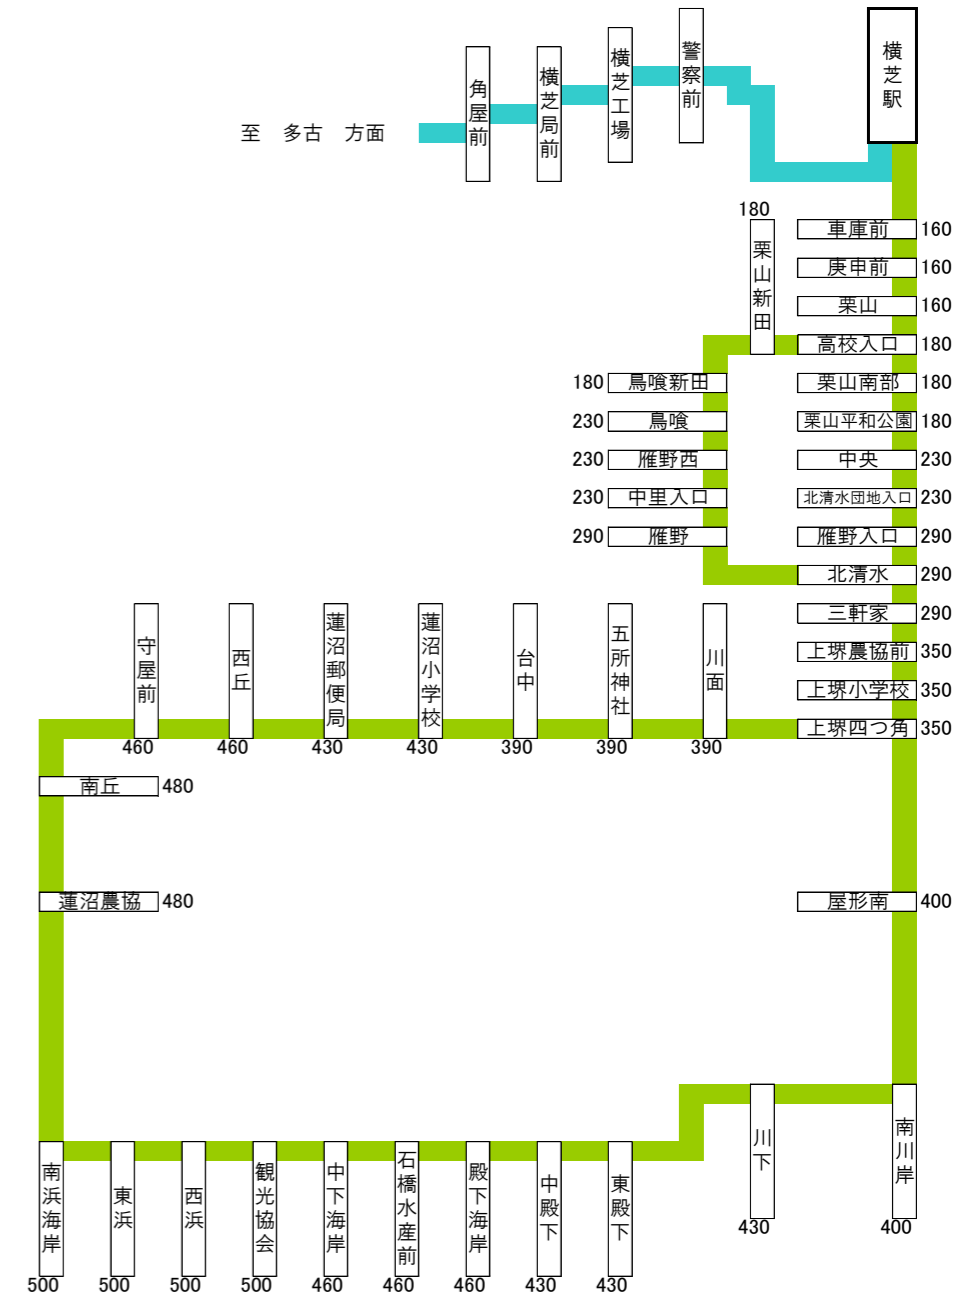 横芝駅
警察前
横芝工場
横芝局前
角屋前
至 多古 方面
180
栗山新田
車庫前 160
庚申前 160
栗山 160
高校入口 180
180 鳥喰新田
栗山南部 180
230 鳥喰
栗山平和公園 180
230 雁野西
中央 230
230 中里入口
北清水団地入口 230
290 雁野
雁野入口 290
北清水 290
三軒家 290
上堺農協前 350
上堺小学校 350
上堺四つ角 350
守屋前
460
西丘
460
蓮沼郵便局
430
蓮沼小学校
430
台中
390
五所神社
390
川面
390
南丘 480
蓮沼農協 480
屋形南 400
南浜海岸
500
東浜
500
西浜
500
観光協会
500
中下海岸
460
石橋水産前
460
殿下海岸
460
中殿下
430
東殿下
430
川下
430
南川岸
400